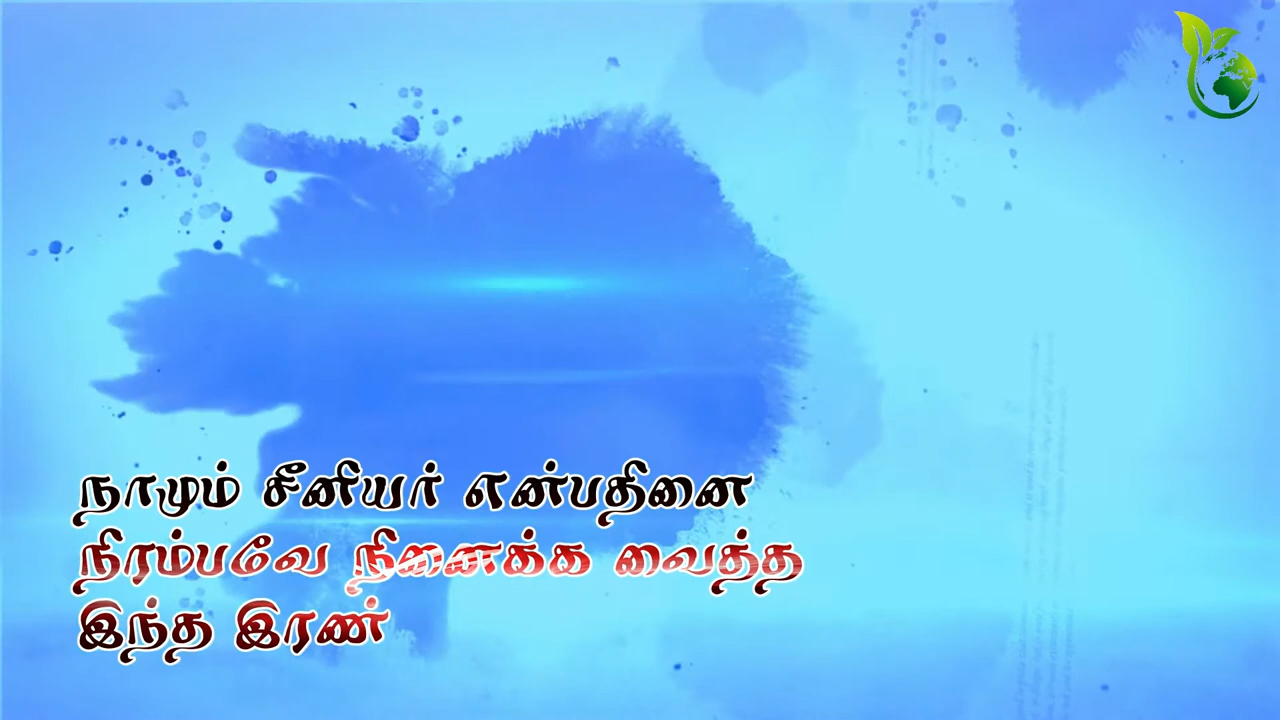 நாமும் சீனியர் என்பதினை
நிரம்பவே நினைக்க வைத்த
இந்த இரண்